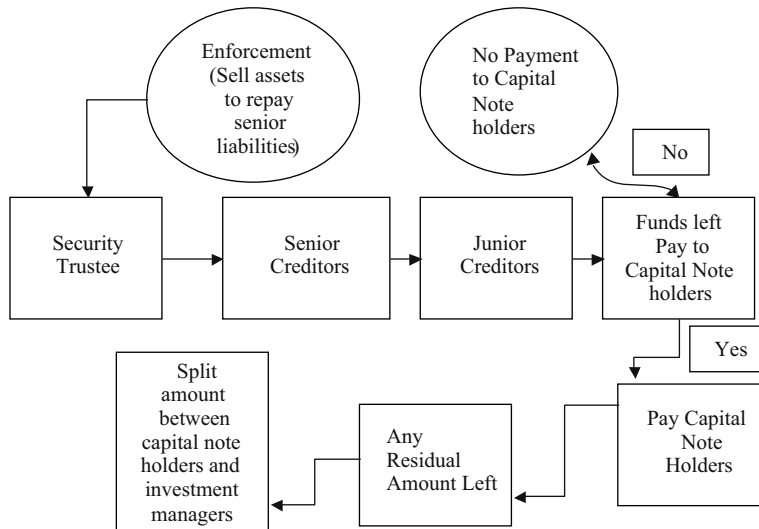 Enforcement
(Sell assets
to repay
senior
liabilities)
No Payment
to Capital
Note
holders
No
Security
Trustee
Senior
Creditors
Junior
Creditors
Funds left
Pay to
Capital Note
holders
Yes
Split
amount
between
capital note
holders and
investment
managers
Any
Residual
Amount Left
Pay Capital
Note
Holders